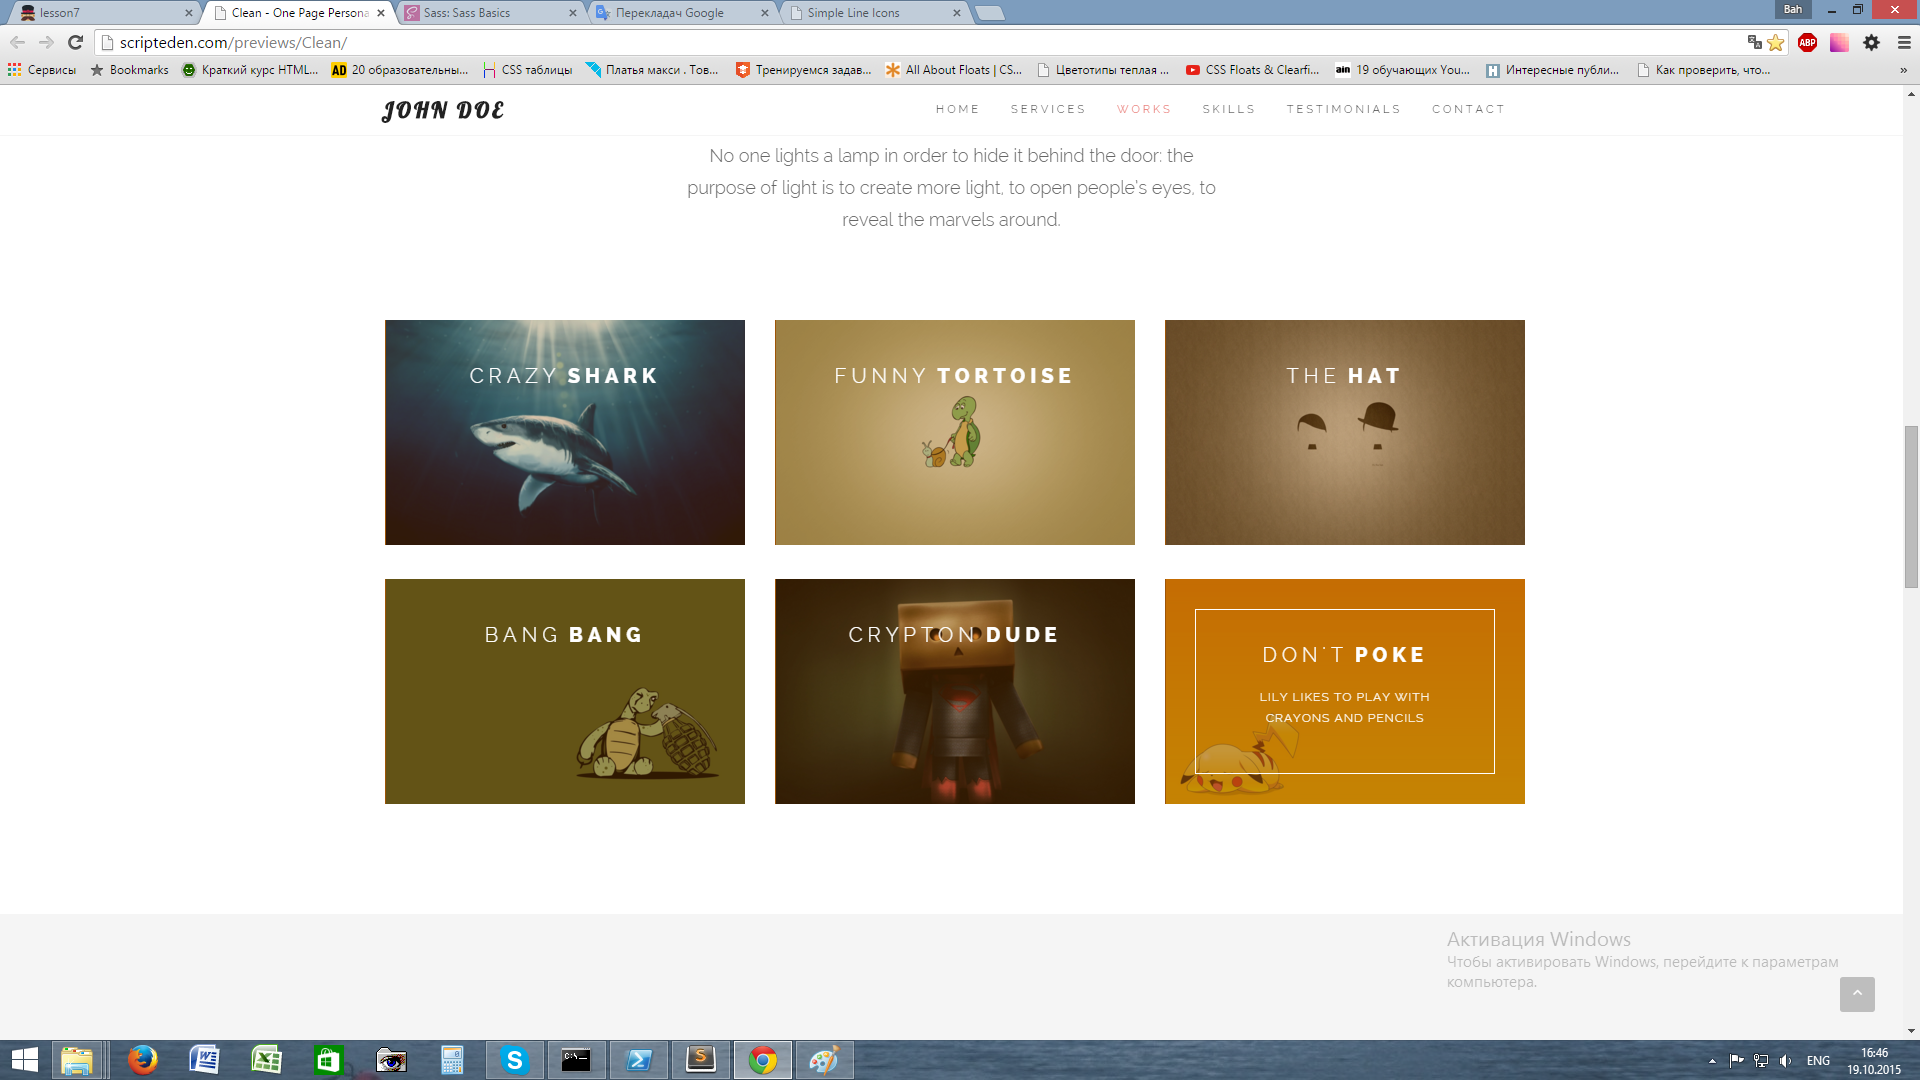 lesson7
Clean - One Page Persona
Sass: Sass Basics
Перекладач Google
Simple Line Icons
Bah
scripteden.com/previews/Clean/
ABP
Сервисы
Bookmarks
Краткий курс HTML...
AD 20 образовательны...
CSS таблицы
Платья макси . Тов...
Тренируемся задав...
All About Floats | CS...
Цветотипы теплая ...
CSS Floats & Clearfi...
ain 19 обучающих You...
H Интересные публи...
Как проверить, что...
»
JOHN DOE
HOME
SERVICES
WORKS
SKILLS
TESTIMONIALS
CONTACT
No one lights a lamp in order to hide it behind the door: the
purpose of light is to create more light, to open people's eyes, to
reveal the marvels around.
CRAZY SHARK
FUNNY TORTOISE
THE HAT
BANG BANG
CRYPTON DUDE
DON'T POKE
LILY LIKES TO PLAY WITH
CRAYONS AND PENCILS
Активация Windows
Чтобы активировать Windows, перейдите к параметрам
компьютера.
ENG
16:46
19.10.2015